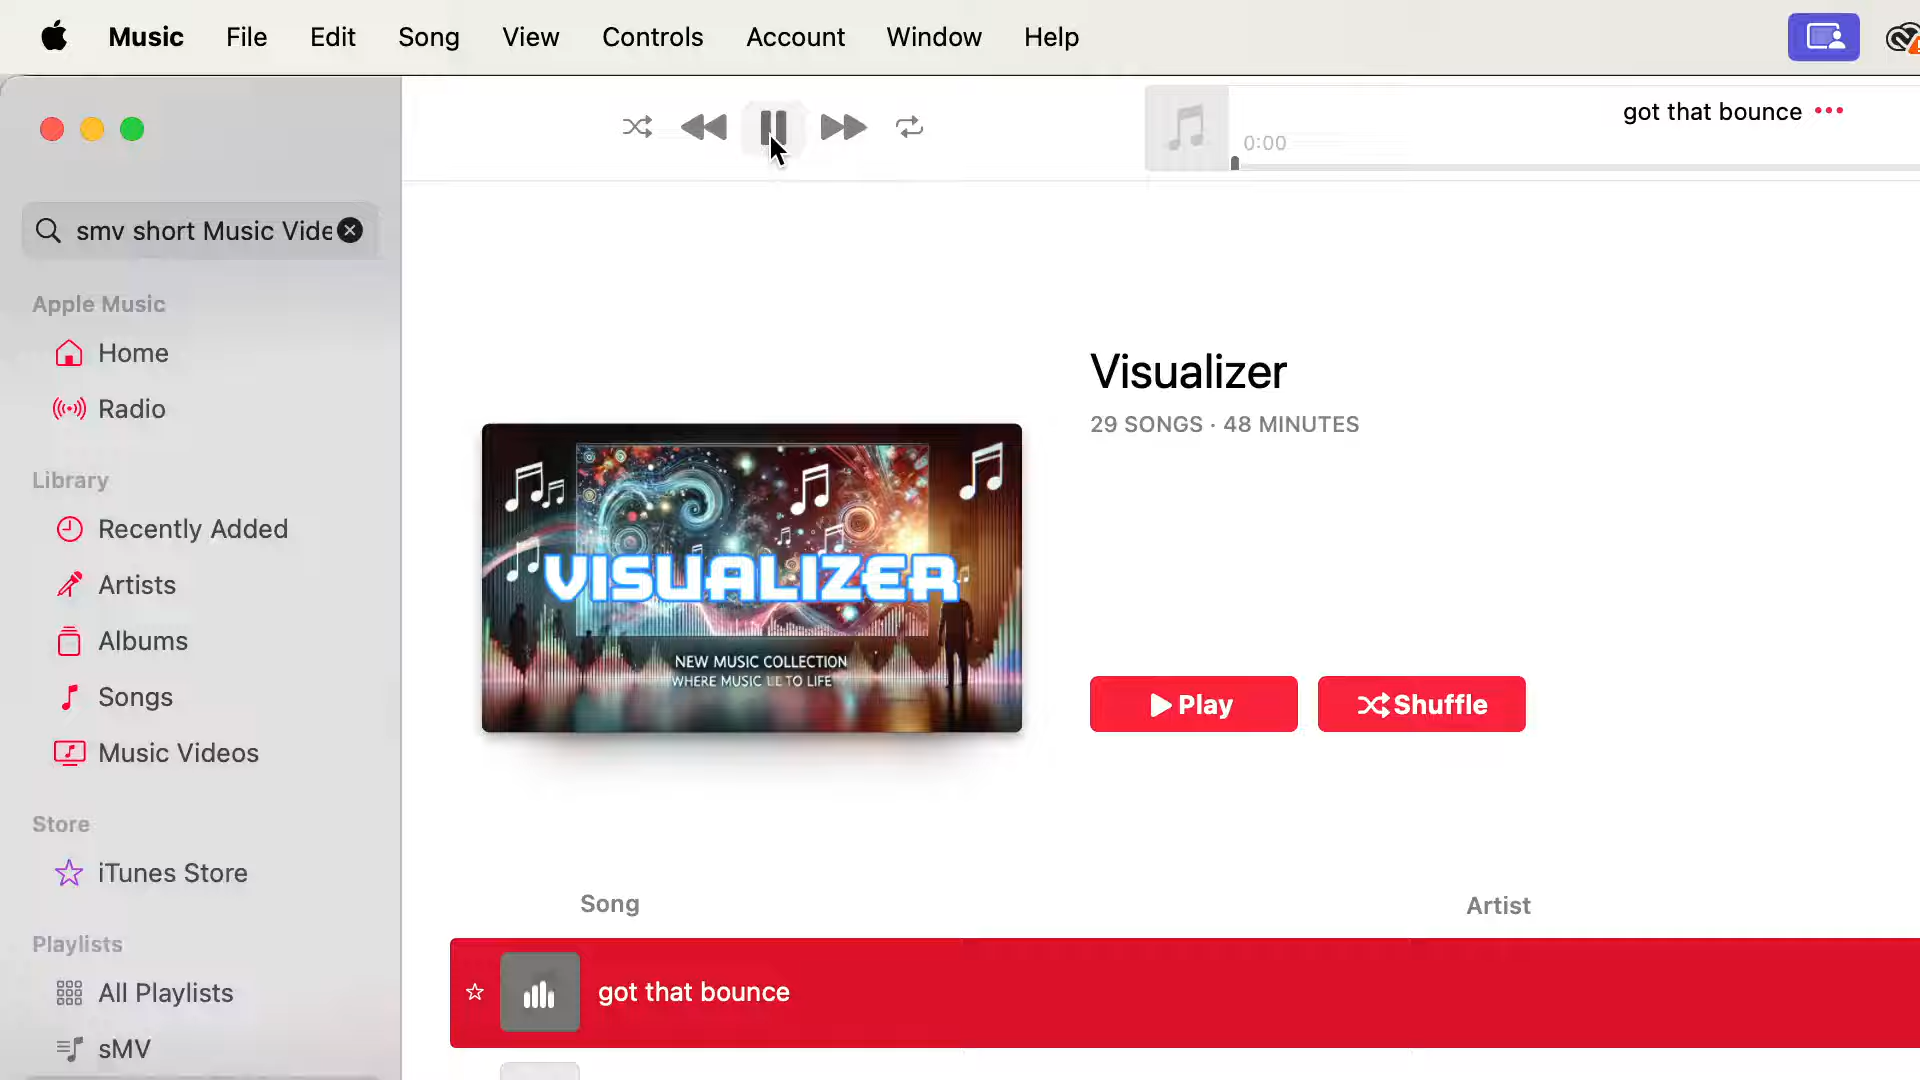 Music File Edit Song View Controls Account Window Help
got that bounce
0:00
smv short Music Vide
Apple Music
Home
Radio
Library
Recently Added
Artists
Albums
Songs
Music Videos
Store
iTunes Store
Playlists
All Playlists
sMV
Visualizer
29 SONGS · 48 MINUTES
VISUALIZER
NEW MUSIC COLLECTION
WHERE MUSIC TO LIFE
Play
Shuffle
Song Artist
got that bounce